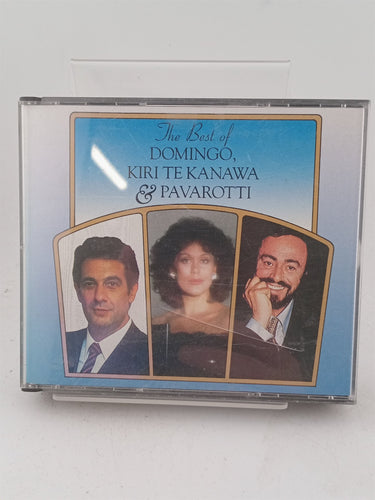 The Best of
DOMINGO,
KIRI TE KANAWA
& PAVAROTTI